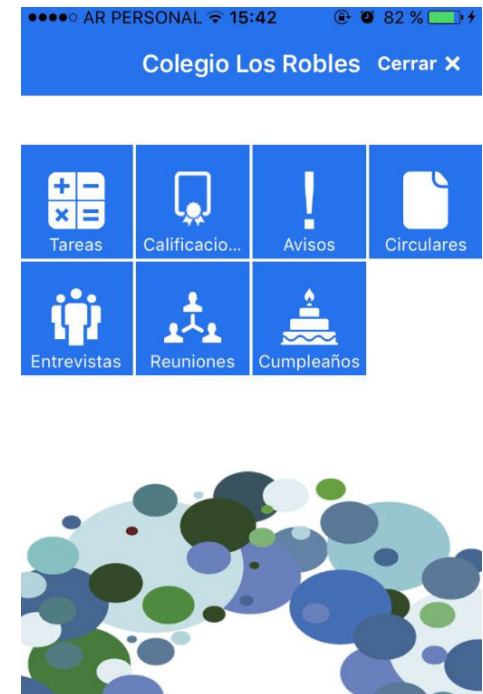 AR PERSONAL 15:42 82 %
Colegio Los Robles Cerrar ✕
Tareas Calificacio... Avisos Circulares
Entrevistas Reuniones Cumpleaños